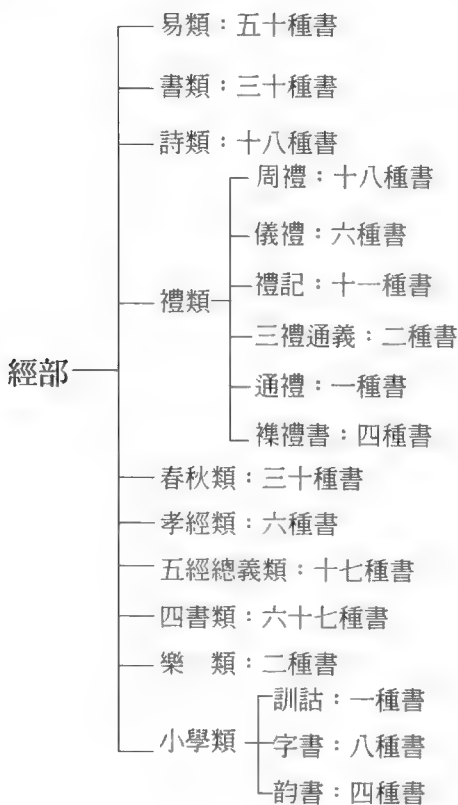 易類：五十種書
書類：三十種書
詩類：十八種書
周禮：十八種書
儀禮：六種書
禮類
禮記：十一種書
三禮通義：二種書
經部
通禮：一種書
襍禮書：四種書
春秋類：三十種書
孝經類：六種書
五經總義類：十七種書
四書類：六十七種書
樂　類：二種書
訓詁：一種書
小學類
字書：八種書
韵書：四種書